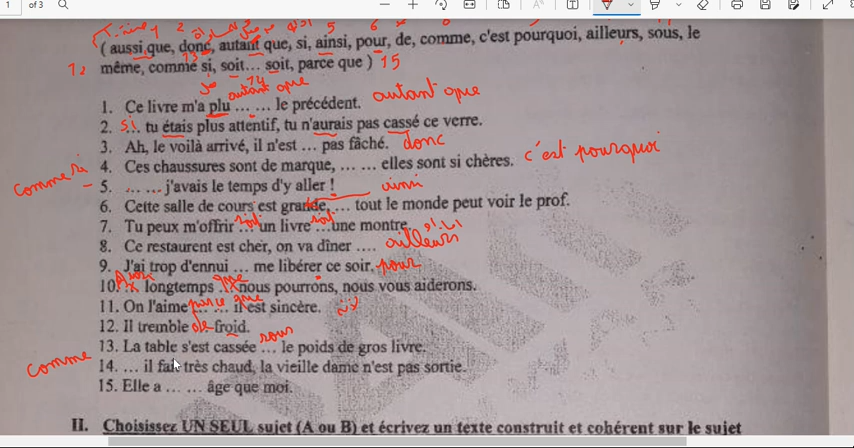 1 of 3
( aussi que, donc, autant que, si, ainsi, pour, de, comme, c'est pourquoi, ailleurs, sous, le
même, comme si, soit... soit, parce que ) 15
autant que
1. Ce livre m'a plu ... ... le précédent. autant que
2. si ... tu étais plus attentif, tu n'aurais pas cassé ce verre.
3. Ah, le voilà arrivé, il n'est ... pas fâché. donc
4. Ces chaussures sont de marque, ... ... elles sont si chères. c'est pourquoi
comme si
5. ... ... j'avais le temps d'y aller ! ainsi
6. Cette salle de cours est grande, ... tout le monde peut voir le prof.
7. Tu peux m'offrir soit ... un livre soit ... une montre.
8. Ce restaurent est cher, on va dîner .... ailleurs
9. J'ai trop d'ennui ... me libérer ce soir. pour
10. ... longtemps que ... nous pourrons, nous vous aiderons.
11. On l'aime parce que ... ... il est sincère.
12. Il tremble de froid.
13. La table s'est cassée ... le poids de gros livre. sous
comme
14. ... il fait très chaud, la vieille dame n'est pas sortie.
15. Elle a ... ... âge que moi.
II. Choisissez UN SEUL sujet (A ou B) et écrivez un texte construit et cohérent sur le sujet